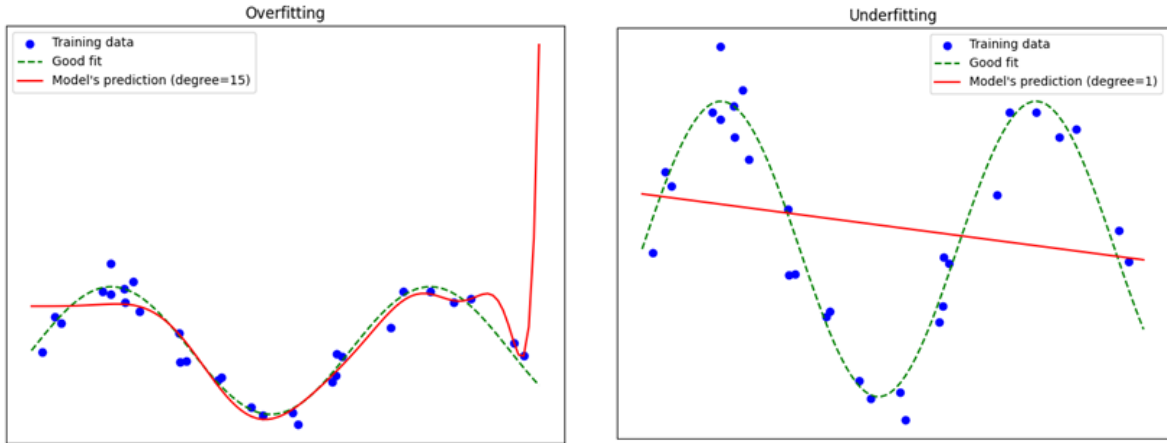 Overfitting
Training data
Good fit
Model's prediction (degree=15)
Underfitting
Training data
Good fit
Model's prediction (degree=1)